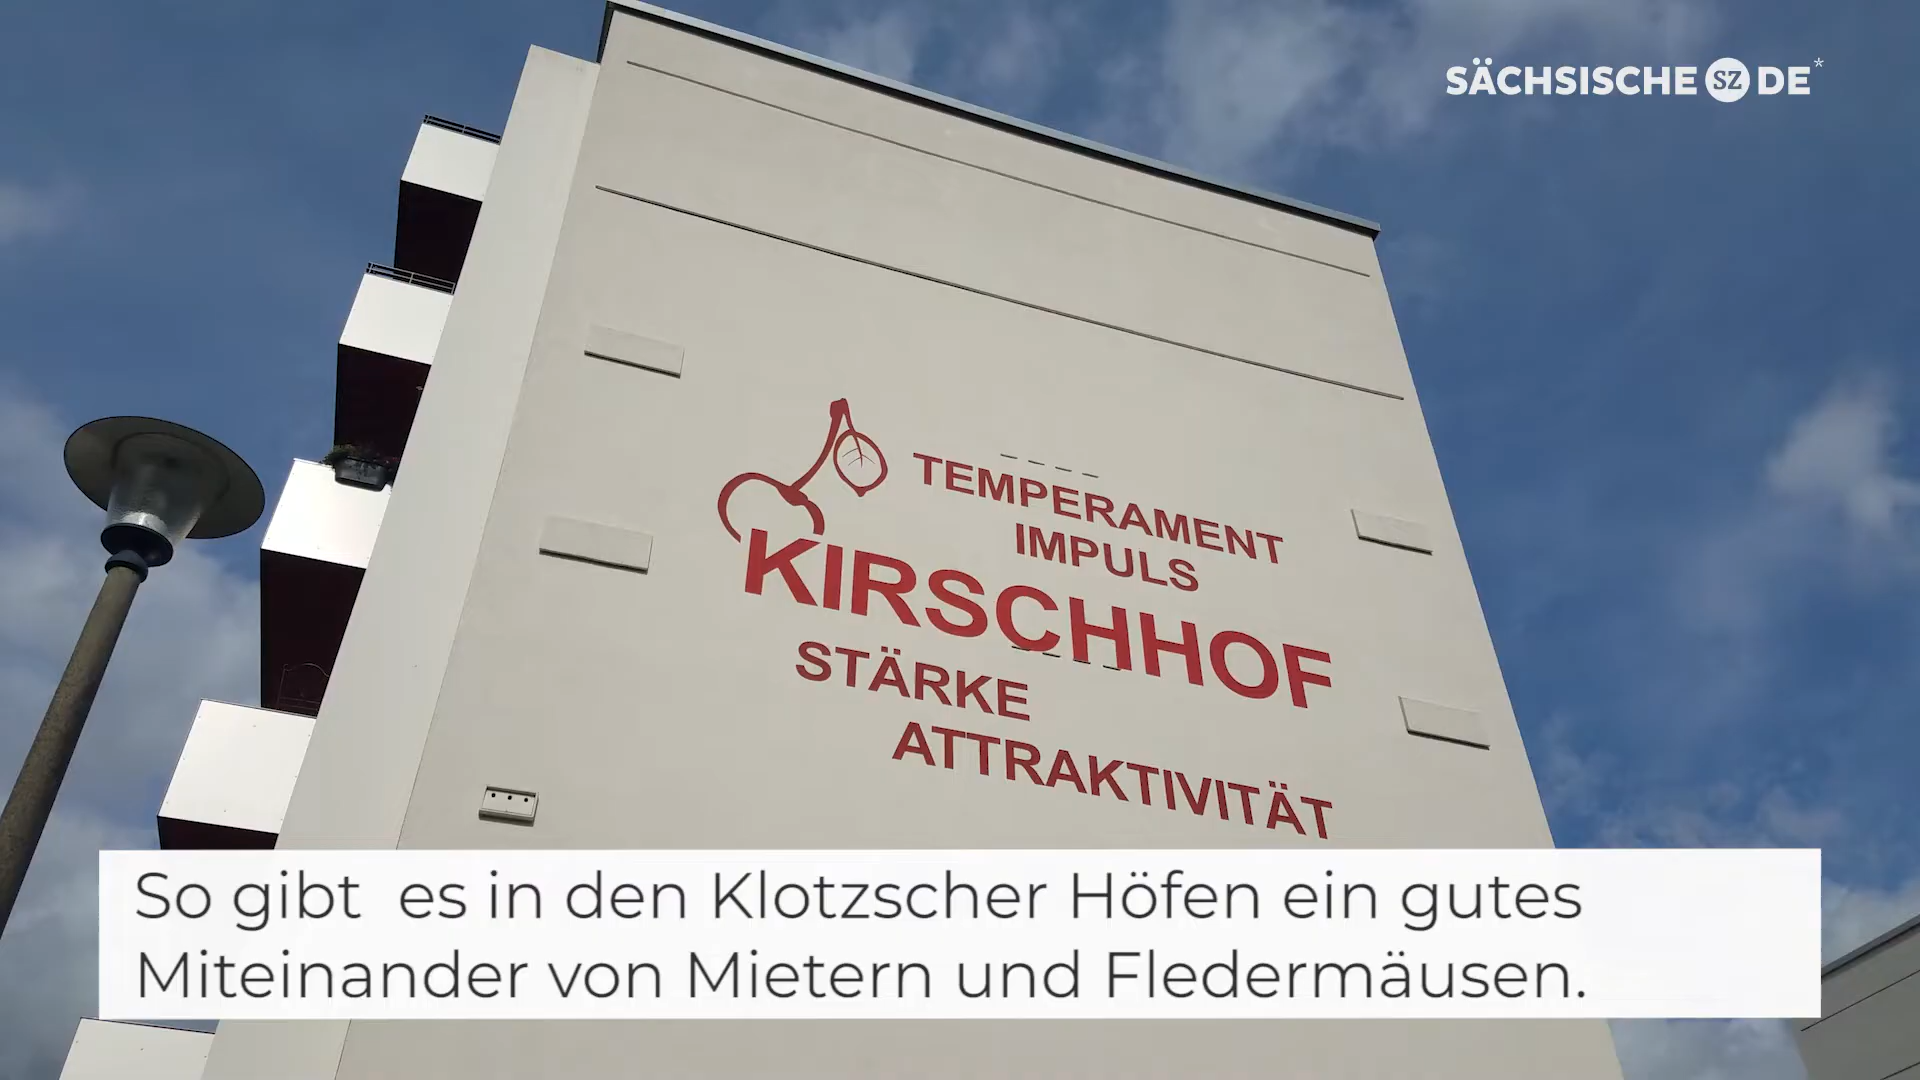 SÄCHSISCHE SZ DE*
TEMPERAMENT
IMPULS
KIRSCHHOF
STÄRKE
ATTRAKTIVITÄT
So gibt  es in den Klotzscher Höfen ein gutes
Miteinander von Mietern und Fledermäusen.